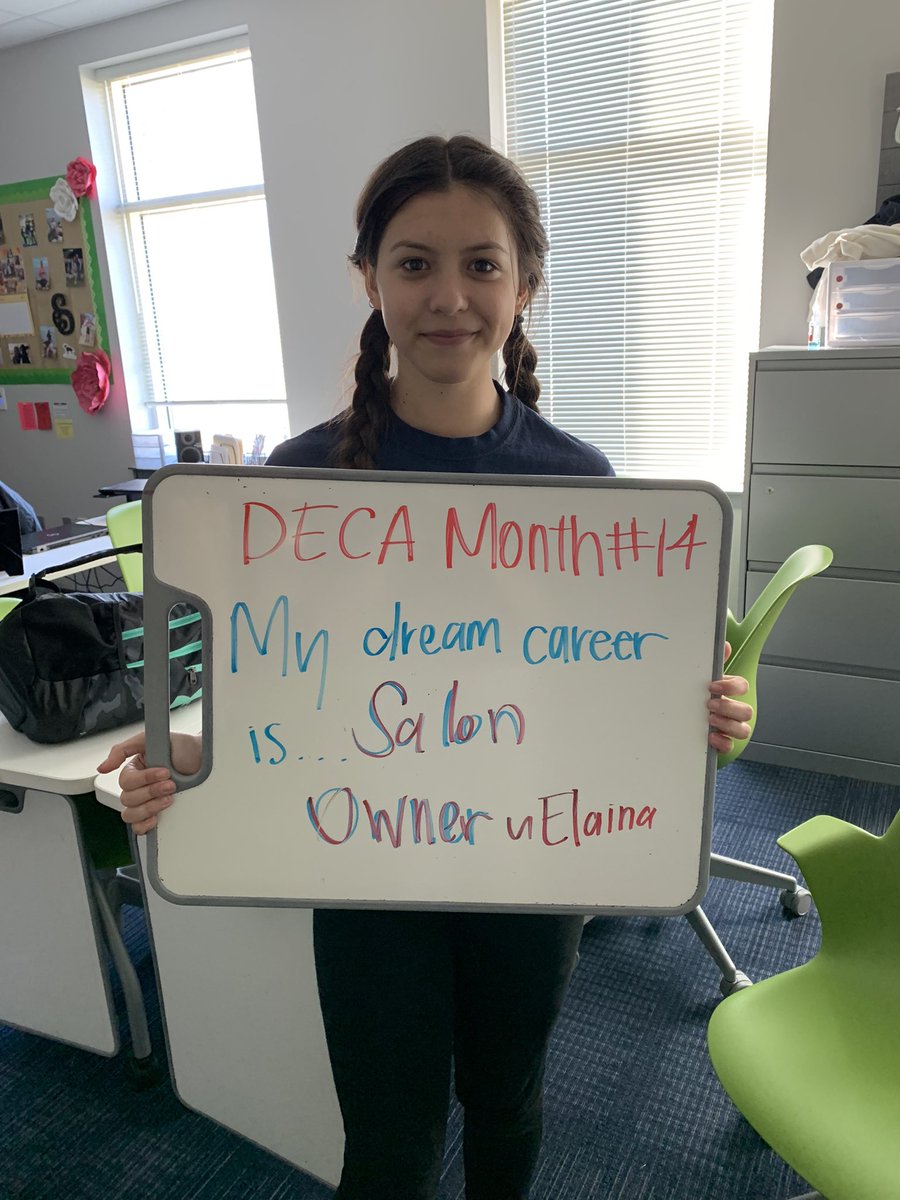 DECA Month#14
My dream career
is... Salon
Owner ~Elaina